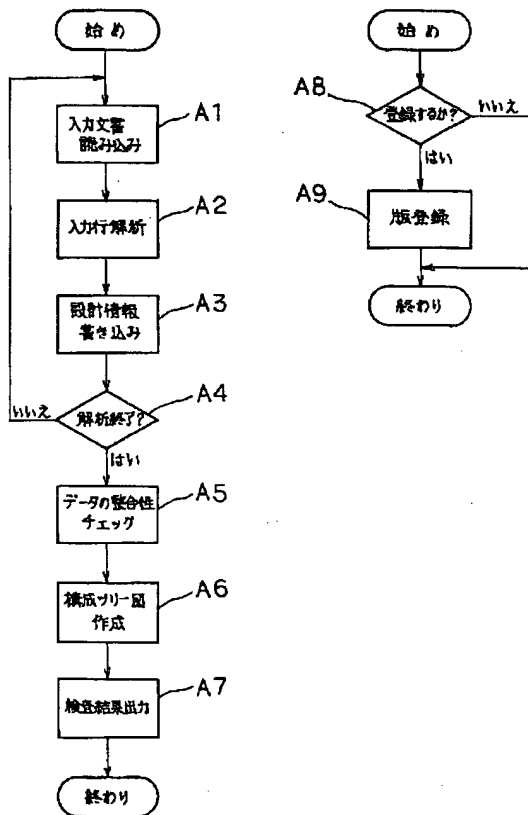 始め
入力文書
読み込み
A1
入力行解析
A2
設計情報
書き込み
A3
解析終了?
A4
いいえ
はい
データの整合性
チェック
A5
構成ツリー図
作成
A6
検査結果出力
A7
終わり
始め
A8
登録するか?
いいえ
はい
A9
版登録
終わり